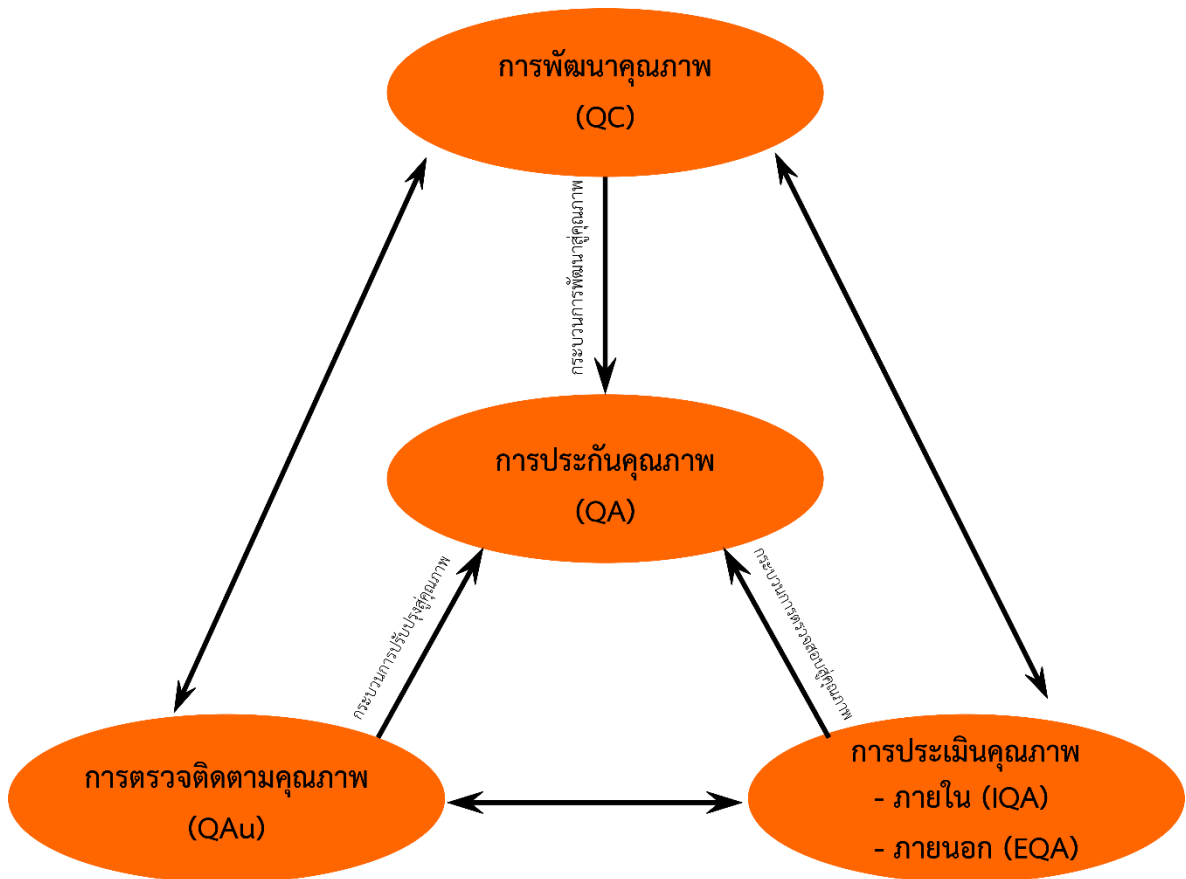 การพัฒนาคุณภาพ
(QC)
กระบวนการพัฒนาสู่คุณภาพ
การประกันคุณภาพ
(QA)
กระบวนการปรับปรุงสู่คุณภาพ
กระบวนการตรวจสอบสู่คุณภาพ
การตรวจติดตามคุณภาพ
(QAu)
การประเมินคุณภาพ
- ภายใน (IQA)
- ภายนอก (EQA)